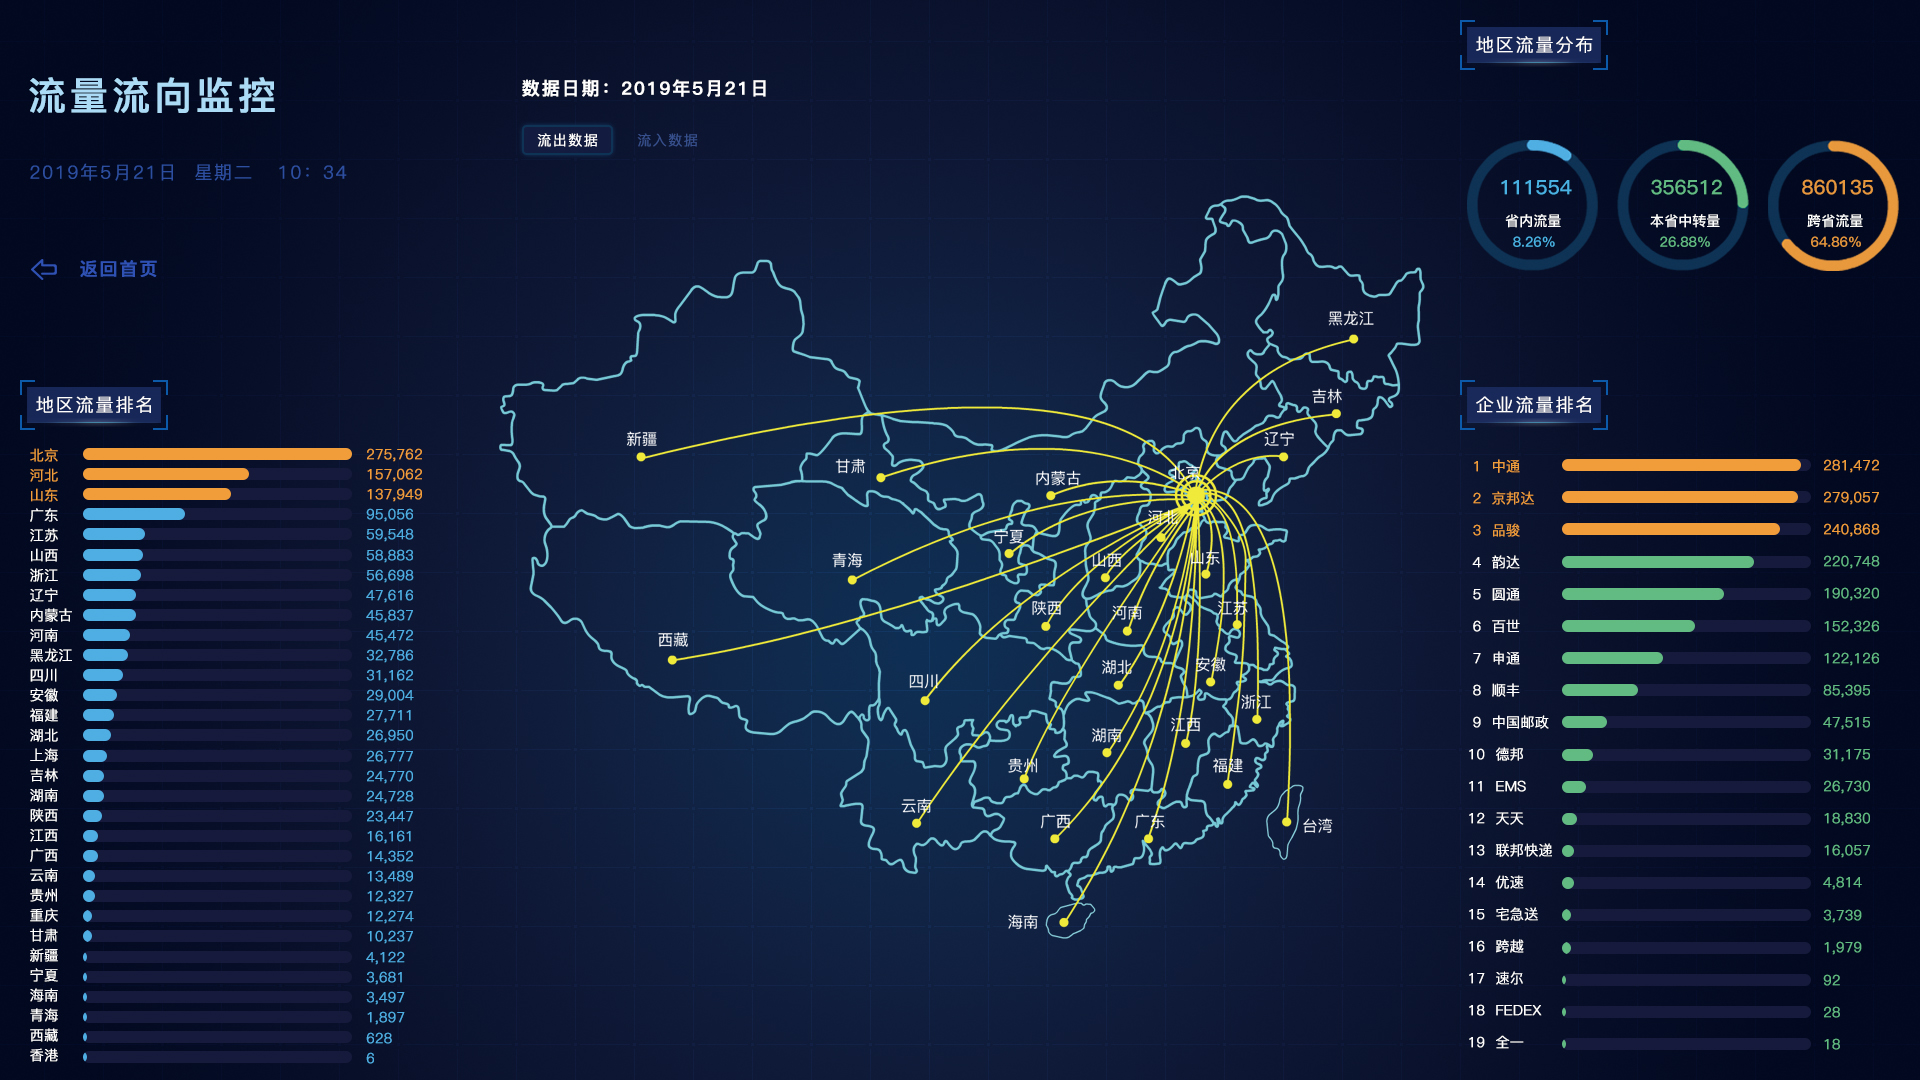 流量流向监控
2019年5月21日 星期二 10：34
返回首页
数据日期：2019年5月21日
流出数据 流入数据
地区流量排名
北京 275,762
河北 157,062
山东 137,949
广东 95,056
江苏 59,548
山西 58,883
浙江 56,698
辽宁 47,616
内蒙古 45,837
河南 45,472
黑龙江 32,786
四川 31,162
安徽 29,004
福建 27,711
湖北 26,950
上海 26,777
吉林 24,770
湖南 24,728
陕西 23,447
江西 16,161
广西 14,352
云南 13,489
贵州 12,327
重庆 12,274
甘肃 10,237
新疆 4,122
宁夏 3,681
海南 3,497
青海 1,897
西藏 628
香港 6
黑龙江
吉林
辽宁
新疆
甘肃
内蒙古
北京
河北
宁夏
青海
山西
山东
陕西
河南
江苏
西藏
湖北
安徽
四川
浙江
江西
湖南
贵州
福建
云南
广西
广东
台湾
海南
地区流量分布
111554
省内流量
8.26%
356512
本省中转量
26.88%
860135
跨省流量
64.86%
企业流量排名
1 中通 281,472
2 京邦达 279,057
3 品骏 240,868
4 韵达 220,748
5 圆通 190,320
6 百世 152,326
7 申通 122,126
8 顺丰 85,395
9 中国邮政 47,515
10 德邦 31,175
11 EMS 26,730
12 天天 18,830
13 联邦快递 16,057
14 优速 4,814
15 宅急送 3,739
16 跨越 1,979
17 速尔 92
18 FEDEX 28
19 全一 18